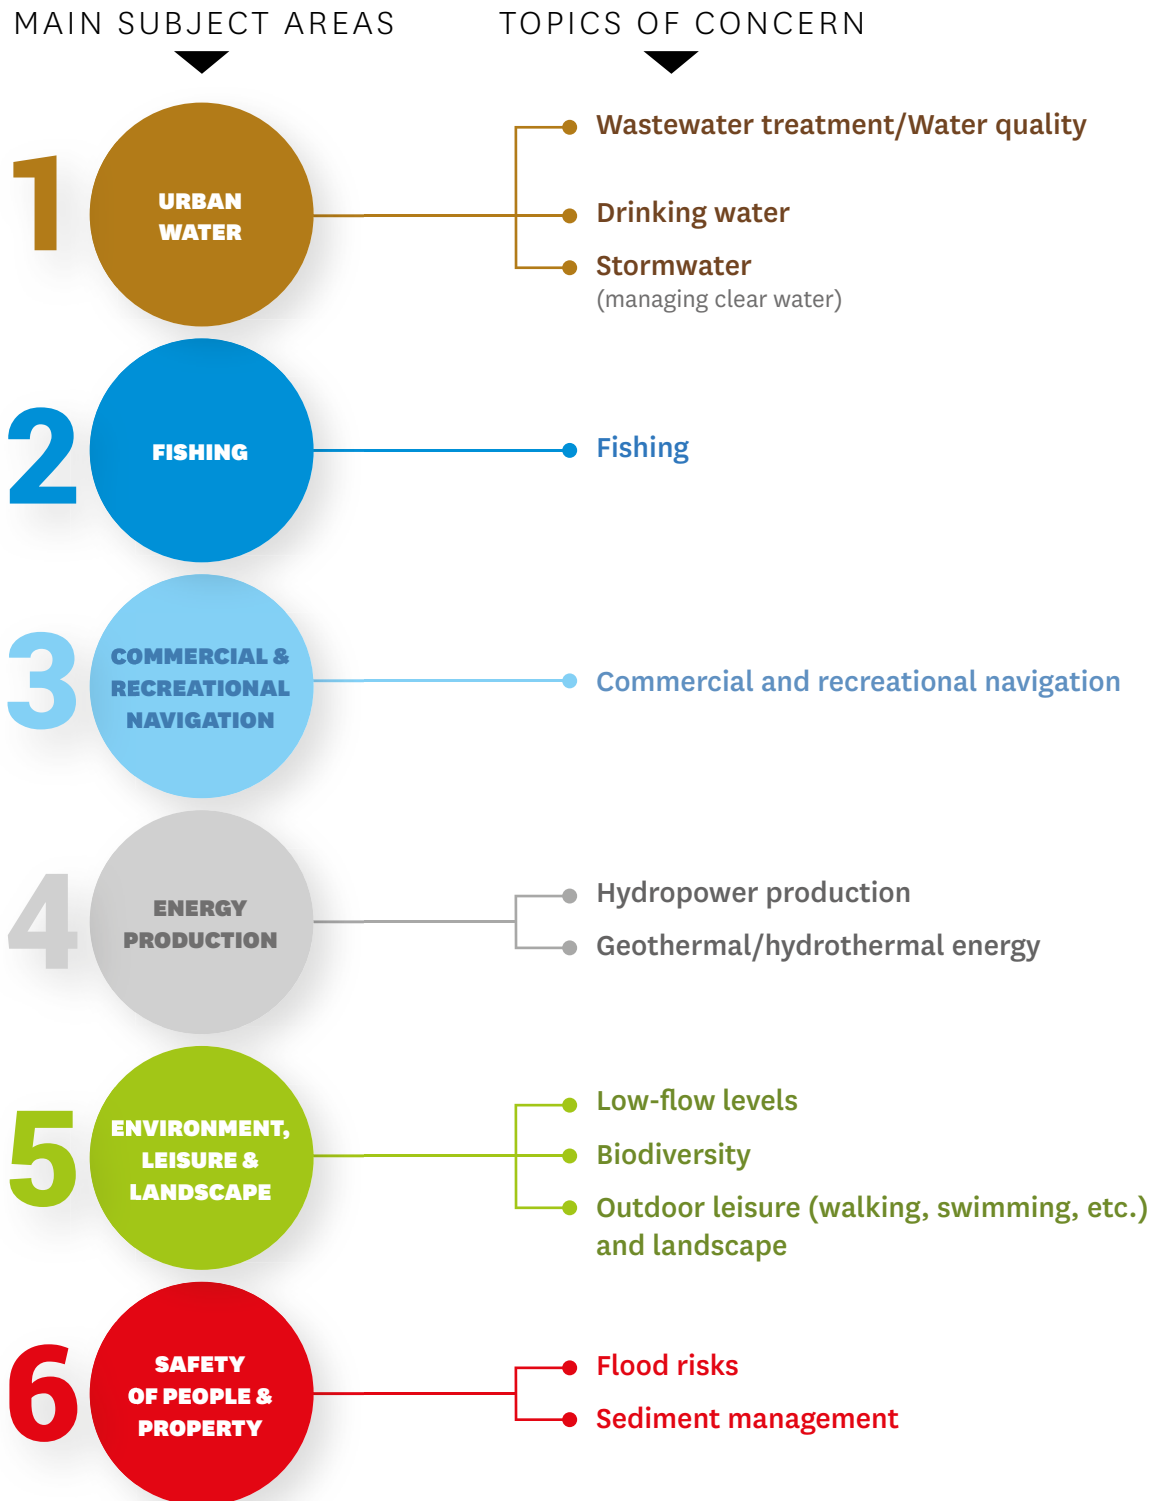 MAIN SUBJECT AREAS
TOPICS OF CONCERN
1
URBAN
WATER
Wastewater treatment/Water quality
Drinking water
Stormwater
(managing clear water)
2
FISHING
Fishing
3
COMMERCIAL &
RECREATIONAL
NAVIGATION
Commercial and recreational navigation
4
ENERGY
PRODUCTION
Hydropower production
Geothermal/hydrothermal energy
5
ENVIRONMENT,
LEISURE &
LANDSCAPE
Low-flow levels
Biodiversity
Outdoor leisure (walking, swimming, etc.)
and landscape
6
SAFETY
OF PEOPLE &
PROPERTY
Flood risks
Sediment management